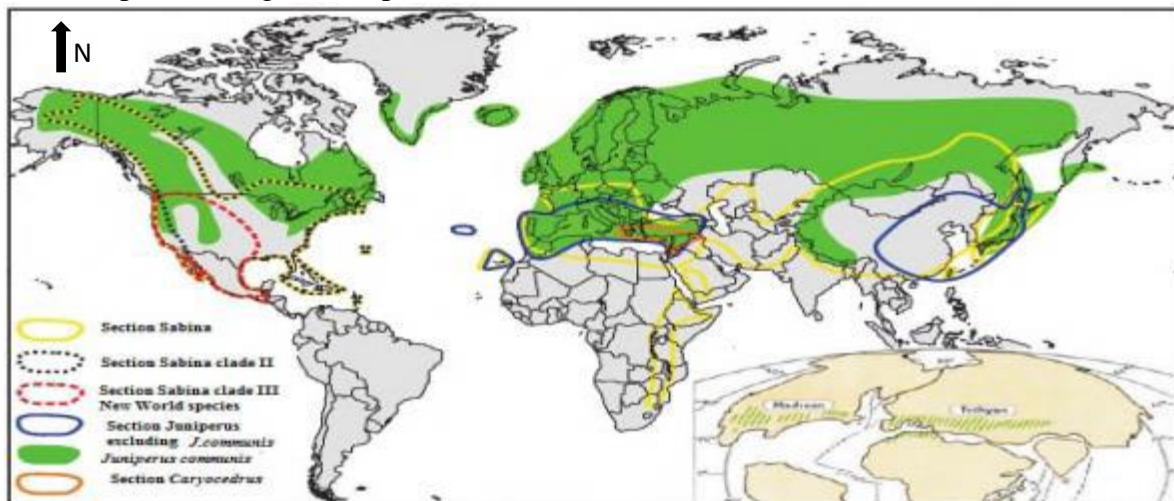 N
Section Sabina
Section Sabina clade II
Section Sabina clade III
New World species
Section Juniperus
excluding J.communis
Juniperus communis
Section Caryocedrus
Madrean
Tethyan